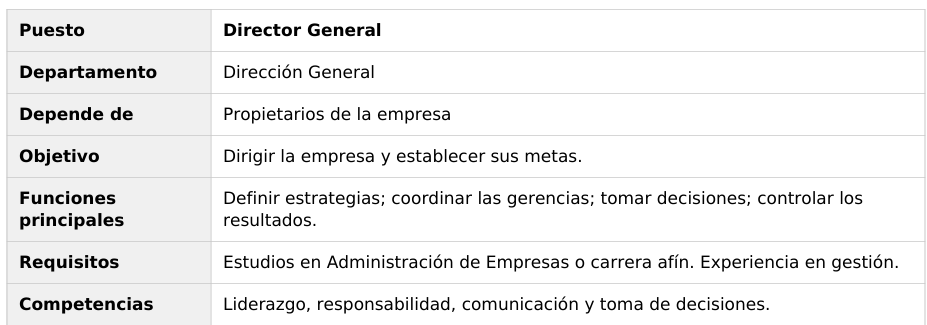 Puesto Director General
Departamento Dirección General
Depende de Propietarios de la empresa
Objetivo Dirigir la empresa y establecer sus metas.
Funciones principales Definir estrategias; coordinar las gerencias; tomar decisiones; controlar los
resultados.
Requisitos Estudios en Administración de Empresas o carrera afín. Experiencia en gestión.
Competencias Liderazgo, responsabilidad, comunicación y toma de decisiones.